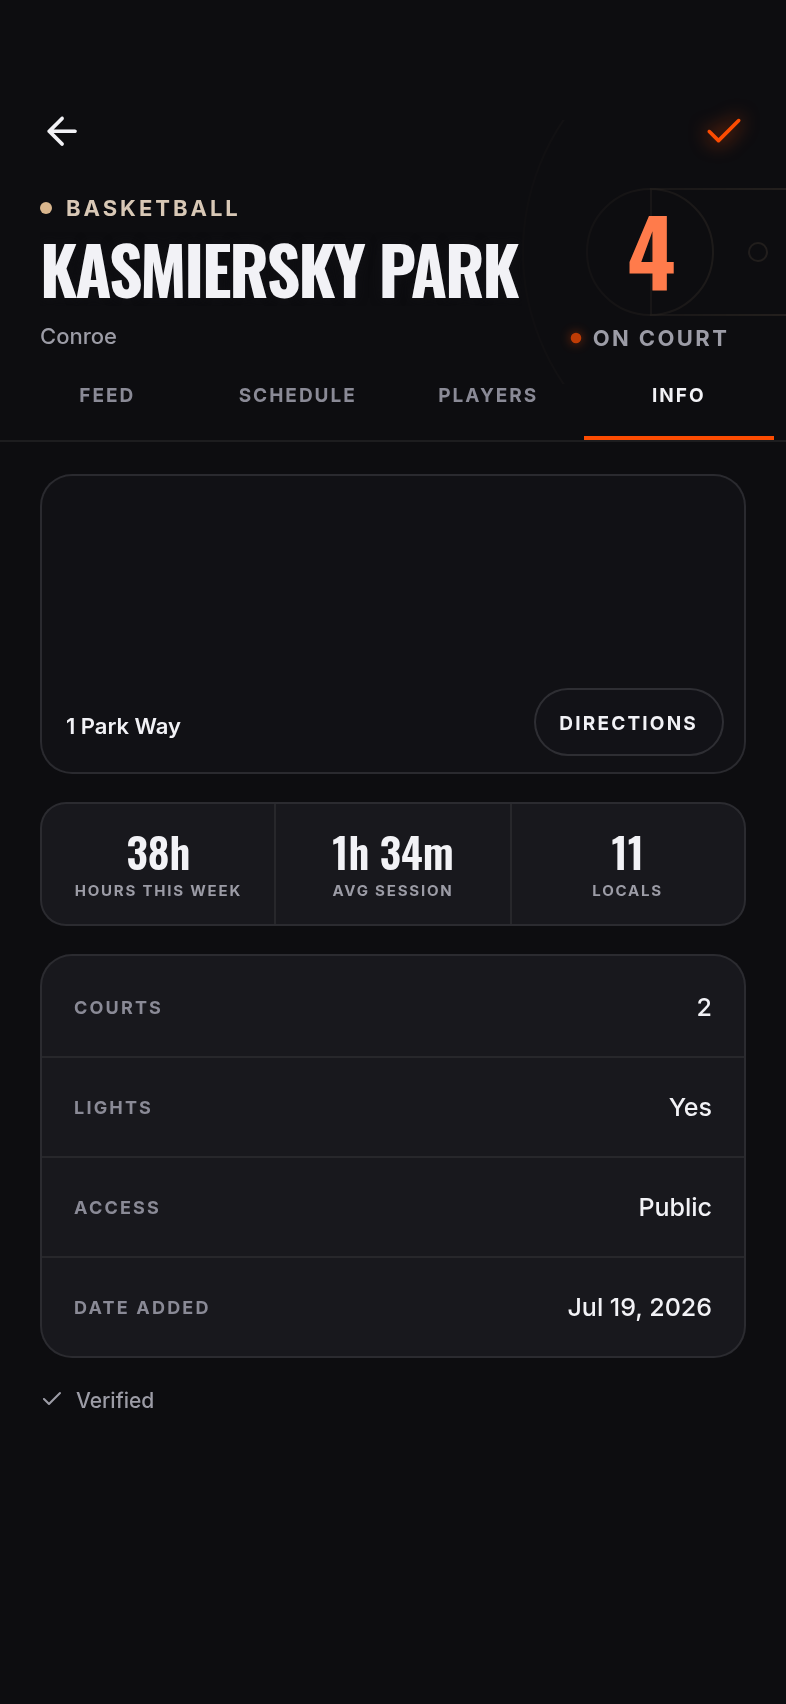 BASKETBALL
KASMIERSKY PARK
4
Conroe
ON COURT
FEED SCHEDULE PLAYERS INFO
1 Park Way
DIRECTIONS
38h 1h 34m 11
HOURS THIS WEEK AVG SESSION LOCALS
COURTS 2
LIGHTS Yes
ACCESS Public
DATE ADDED Jul 19, 2026
Verified